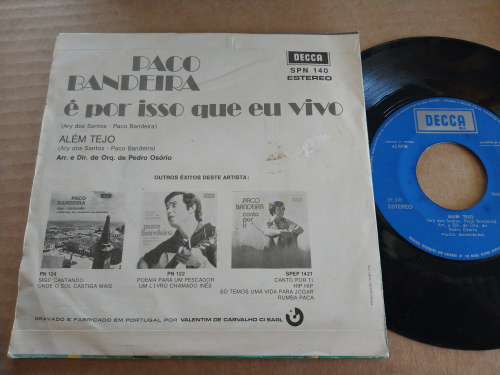 PACO
BANDEIRA
DECCA
SPN 140
ESTEREO
é por isso que eu vivo
(Ary dos Santos - Paco Bandeira)
ALÉM TEJO
(Ary dos Santos - Paco Bandeira)
Arr. e Dir. de Orq. de Pedro Osório
OUTROS ÊXITOS DESTE ARTISTA:
PACO
BANDEIRA
paco
bandeira
PACO
BANDEIRA
canto
por
ti
PN 124
SIGO CANTANDO
ONDE O SOL CASTIGA MAIS
PN 122
POEMA PARA UM PESCADOR
UM LIVRO CHAMADO INÊS
SPEP 1421
CANTO POR TI
HIP HIP
SÓ TEMOS UMA VIDA PARA JOGAR
RUMBA PACA
GRAVADO E FABRICADO EM PORTUGAL POR VALENTIM DE CARVALHO CI SARL
DECCA
45 RPM
ESTEREO
ALÉM TEJO
(Ary dos Santos - Paco Bandeira)
Arr. e Dir. de Orq. de
Pedro Osório
PACO BANDEIRA